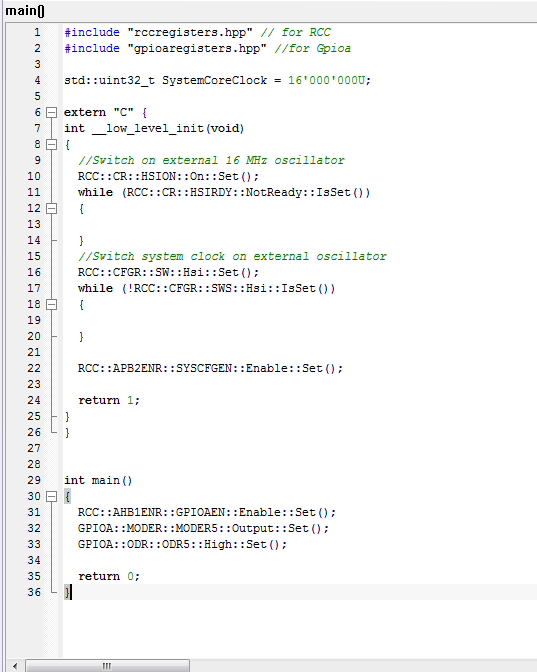 main()
1 #include "rccregisters.hpp" // for RCC
2 #include "gpioaregisters.hpp" //for Gpioa
3
4 std::uint32_t SystemCoreClock = 16'000'000U;
5
6 extern "C" {
7 int __low_level_init(void)
8 {
9   //Switch on external 16 MHz oscillator
10   RCC::CR::HSION::On::Set();
11   while (RCC::CR::HSIRDY::NotReady::IsSet())
12   {
13
14   }
15   //Switch system clock on external oscillator
16   RCC::CFGR::SW::Hsi::Set();
17   while (!RCC::CFGR::SWS::Hsi::IsSet())
18   {
19
20   }
21
22   RCC::APB2ENR::SYSCFGEN::Enable::Set();
23
24   return 1;
25 }
26 }
27
28
29 int main()
30 {
31   RCC::AHB1ENR::GPIOAEN::Enable::Set();
32   GPIOA::MODER::MODER5::Output::Set();
33   GPIOA::ODR::ODR5::High::Set();
34
35   return 0;
36 }